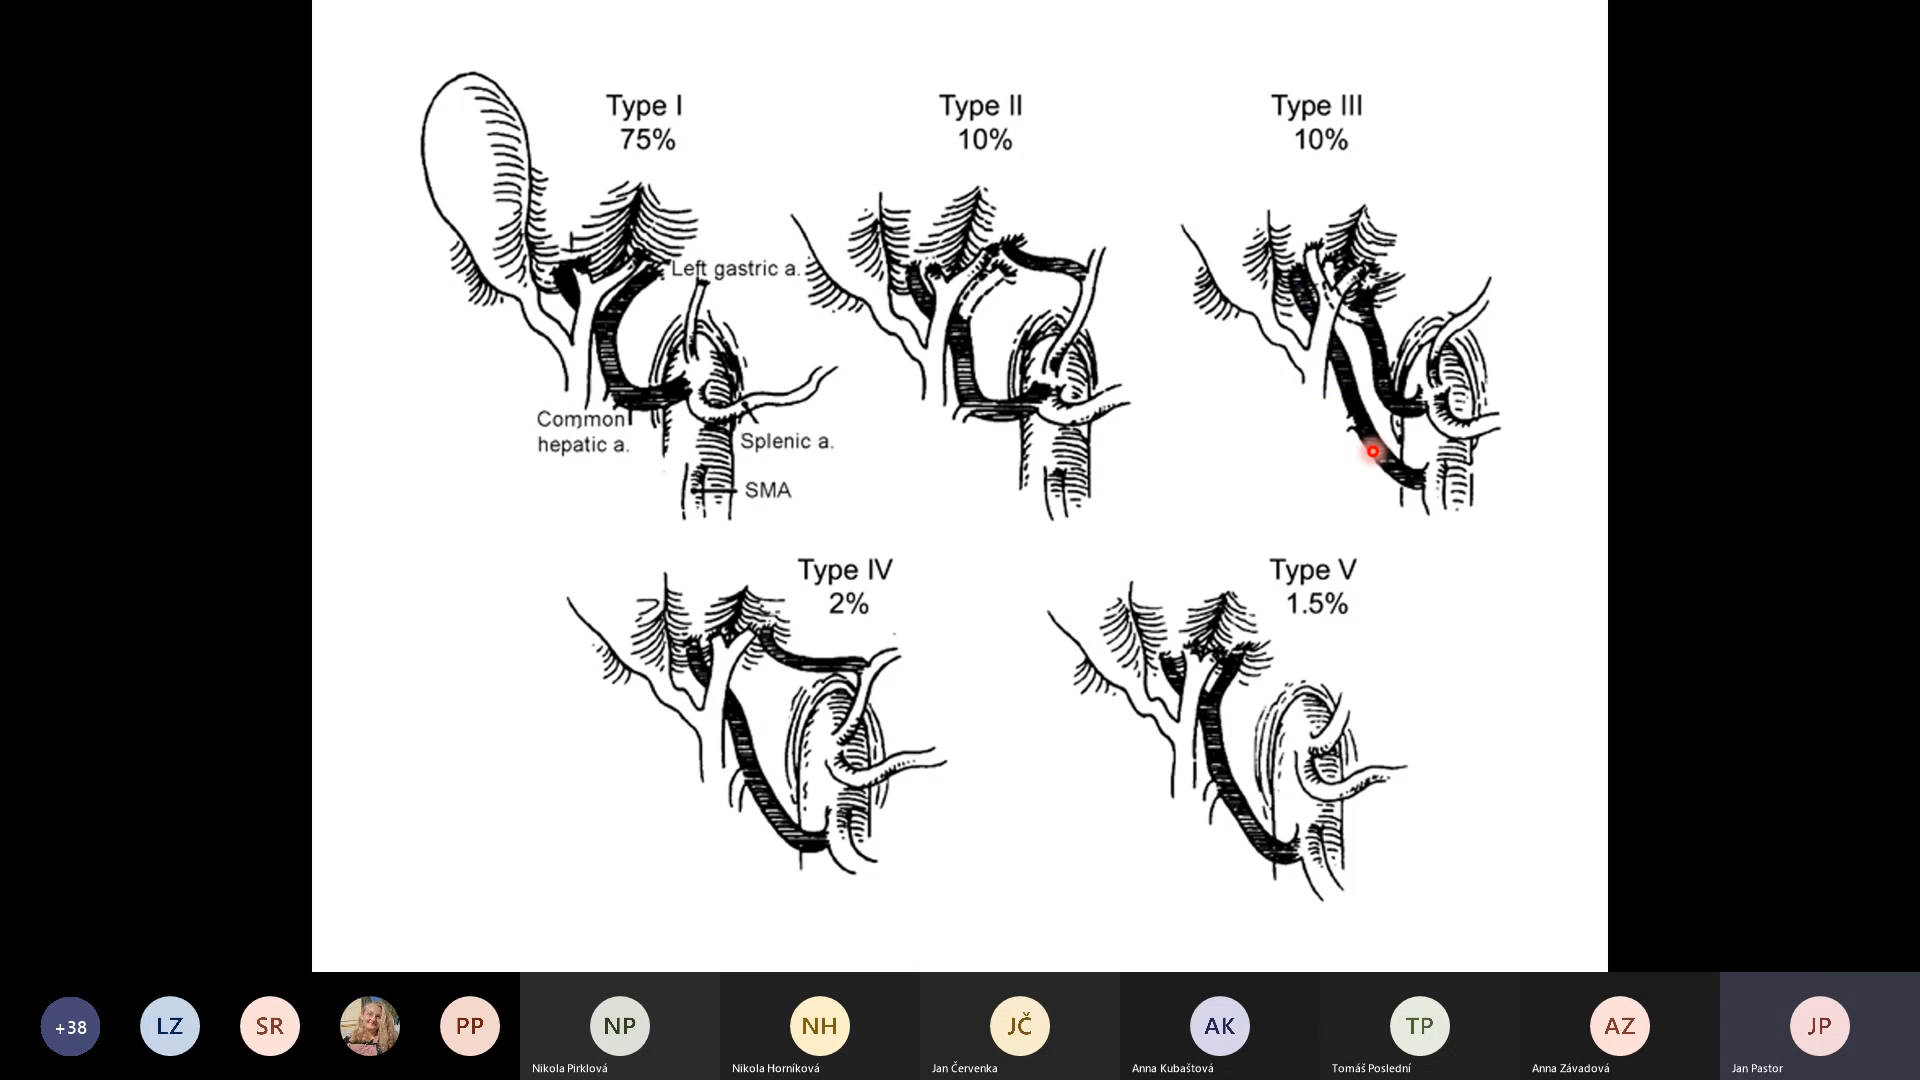 Type I
75%
Type II
10%
Type III
10%
Left gastric a.
Common
hepatic a.
Splenic a.
SMA
Type IV
2%
Type V
1.5%
+38
LZ
SR
PP
NP
NH
JČ
AK
TP
AZ
JP
Nikola Pirklová
Nikola Horníková
Jan Červenka
Anna Kubaštová
Tomáš Poslední
Anna Závadová
Jan Pastor